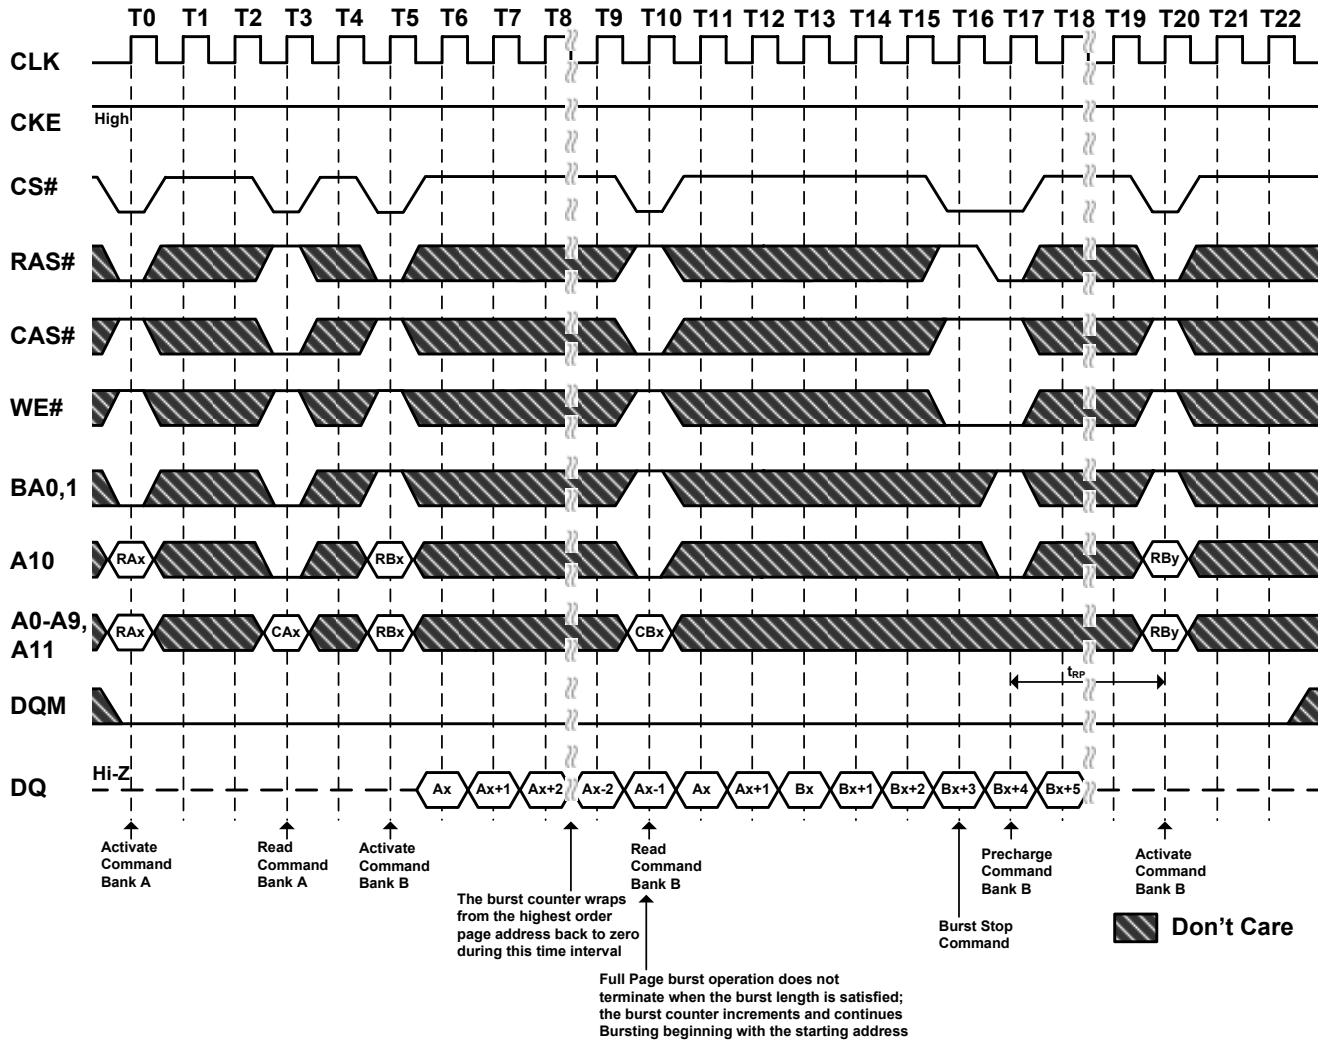 T0 T1 T2 T3 T4 T5 T6 T7 T8 T9 T10 T11 T12 T13 T14 T15 T16 T17 T18 T19 T20 T21 T22
CLK
CKE High
CS#
RAS#
CAS#
WE#
BA0,1
A10 RAx RBx RBy
A0-A9,
A11 RAx CAx RBx CBx RBy
tRP
DQM
Hi-Z
DQ Ax Ax+1 Ax+2 Ax-2 Ax-1 Ax Ax+1 Bx Bx+1 Bx+2 Bx+3 Bx+4 Bx+5
Activate
Command
Bank A
Read
Command
Bank A
Activate
Command
Bank B
The burst counter wraps
from the highest order
page address back to zero
during this time interval
Read
Command
Bank B
Full Page burst operation does not
terminate when the burst length is satisfied;
the burst counter increments and continues
Bursting beginning with the starting address
Burst Stop
Command
Precharge
Command
Bank B
Activate
Command
Bank B
Don't Care